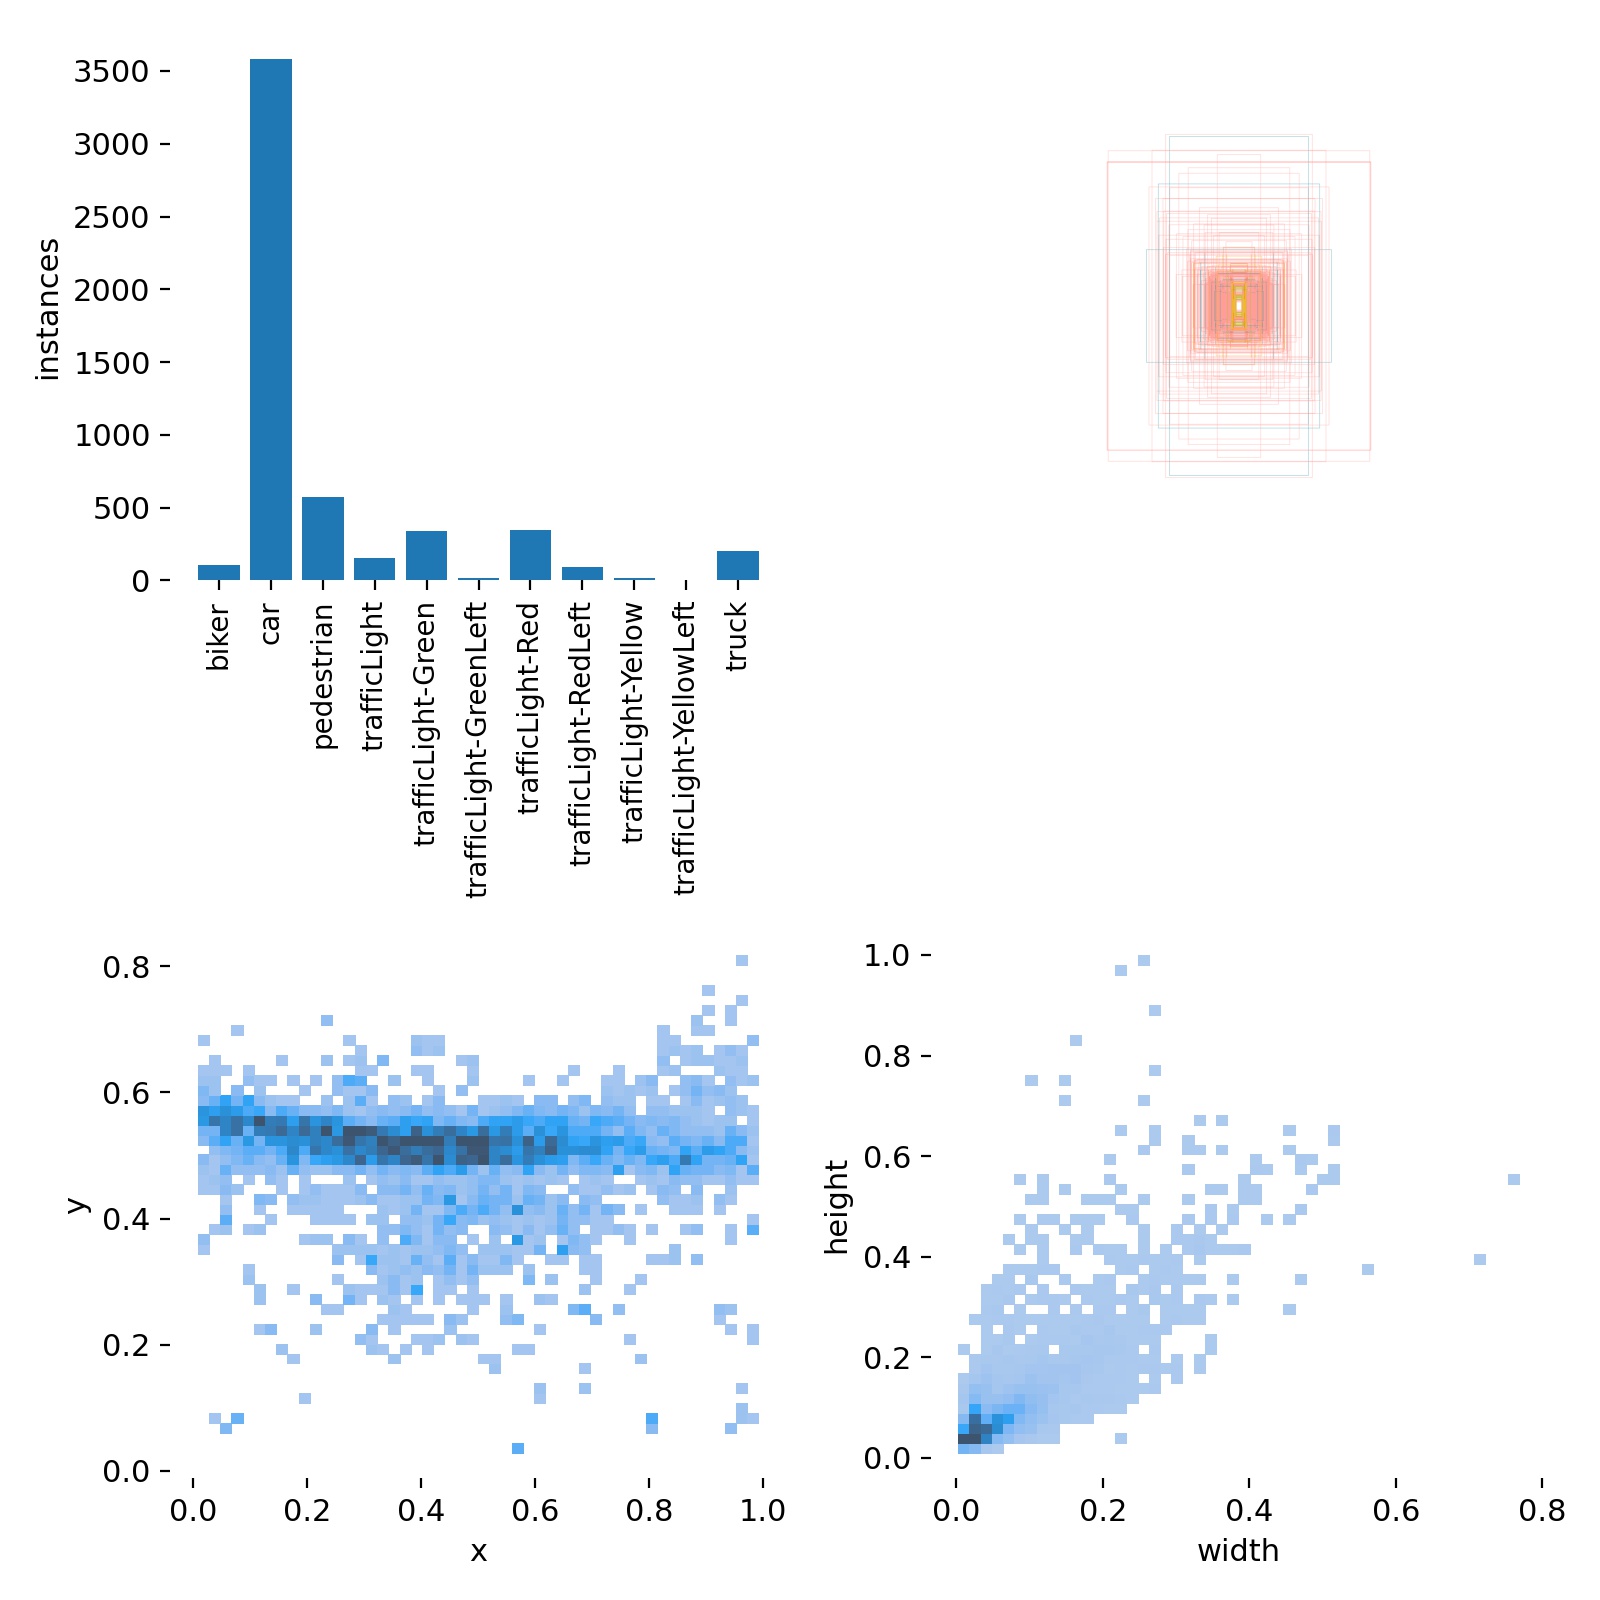 3500
3000
2500
2000
1500
1000
500
0
instances
biker
car
pedestrian
trafficLight
trafficLight-Green
trafficLight-GreenLeft
trafficLight-Red
trafficLight-RedLeft
trafficLight-Yellow
trafficLight-YellowLeft
truck
0.8
0.6
0.4
0.2
0.0
y
0.0 0.2 0.4 0.6 0.8 1.0
x
1.0
0.8
0.6
0.4
0.2
0.0
height
0.0 0.2 0.4 0.6 0.8
width